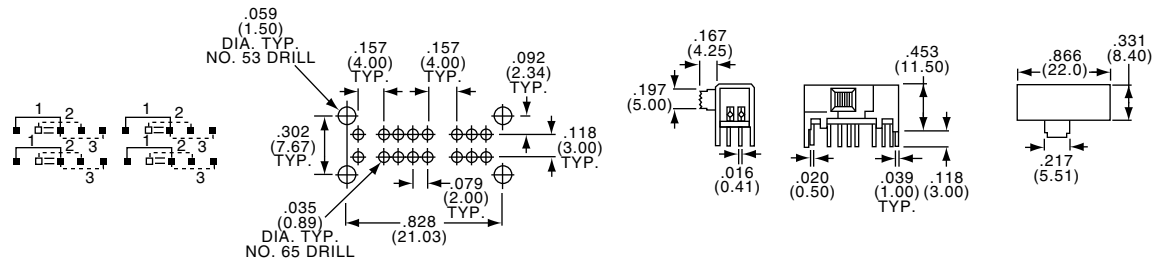 1 2 3
1 2 3
1 2 3
1 2 3
.059
(1.50)
DIA. TYP.
NO. 53 DRILL
.157
(4.00)
TYP.
.157
(4.00)
TYP.
.092
(2.34)
TYP.
.302
(7.67)
TYP.
.118
(3.00)
TYP.
.079
(2.00)
TYP.
.035
(0.89)
DIA. TYP.
NO. 65 DRILL
.828
(21.03)
.167
(4.25)
.197
(5.00)
.016
(0.41)
.453
(11.50)
.020
(0.50)
.039
(1.00)
TYP.
.118
(3.00)
.866
(22.0)
.331
(8.40)
.217
(5.51)